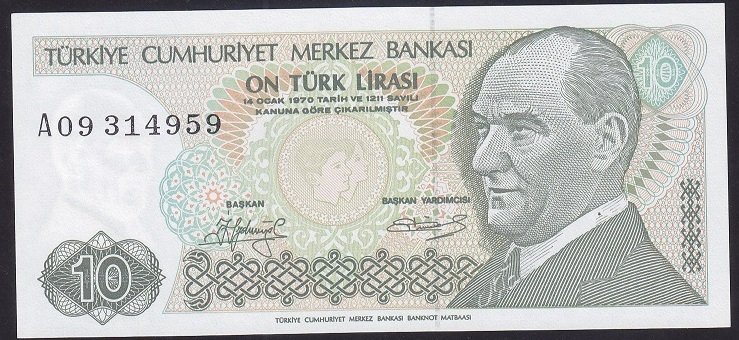 TÜRKİYE CUMHURİYET MERKEZ BANKASI
10
ON TÜRK LİRASI
14 OCAK 1970 TARİH VE 1211 SAYILI
KANUNA GÖRE ÇIKARILMIŞTIR
A09 314959
BAŞKAN
BAŞKAN YARDIMCISI
10
TÜRKİYE CUMHURİYET MERKEZ BANKASI BANKNOT MATBAASI